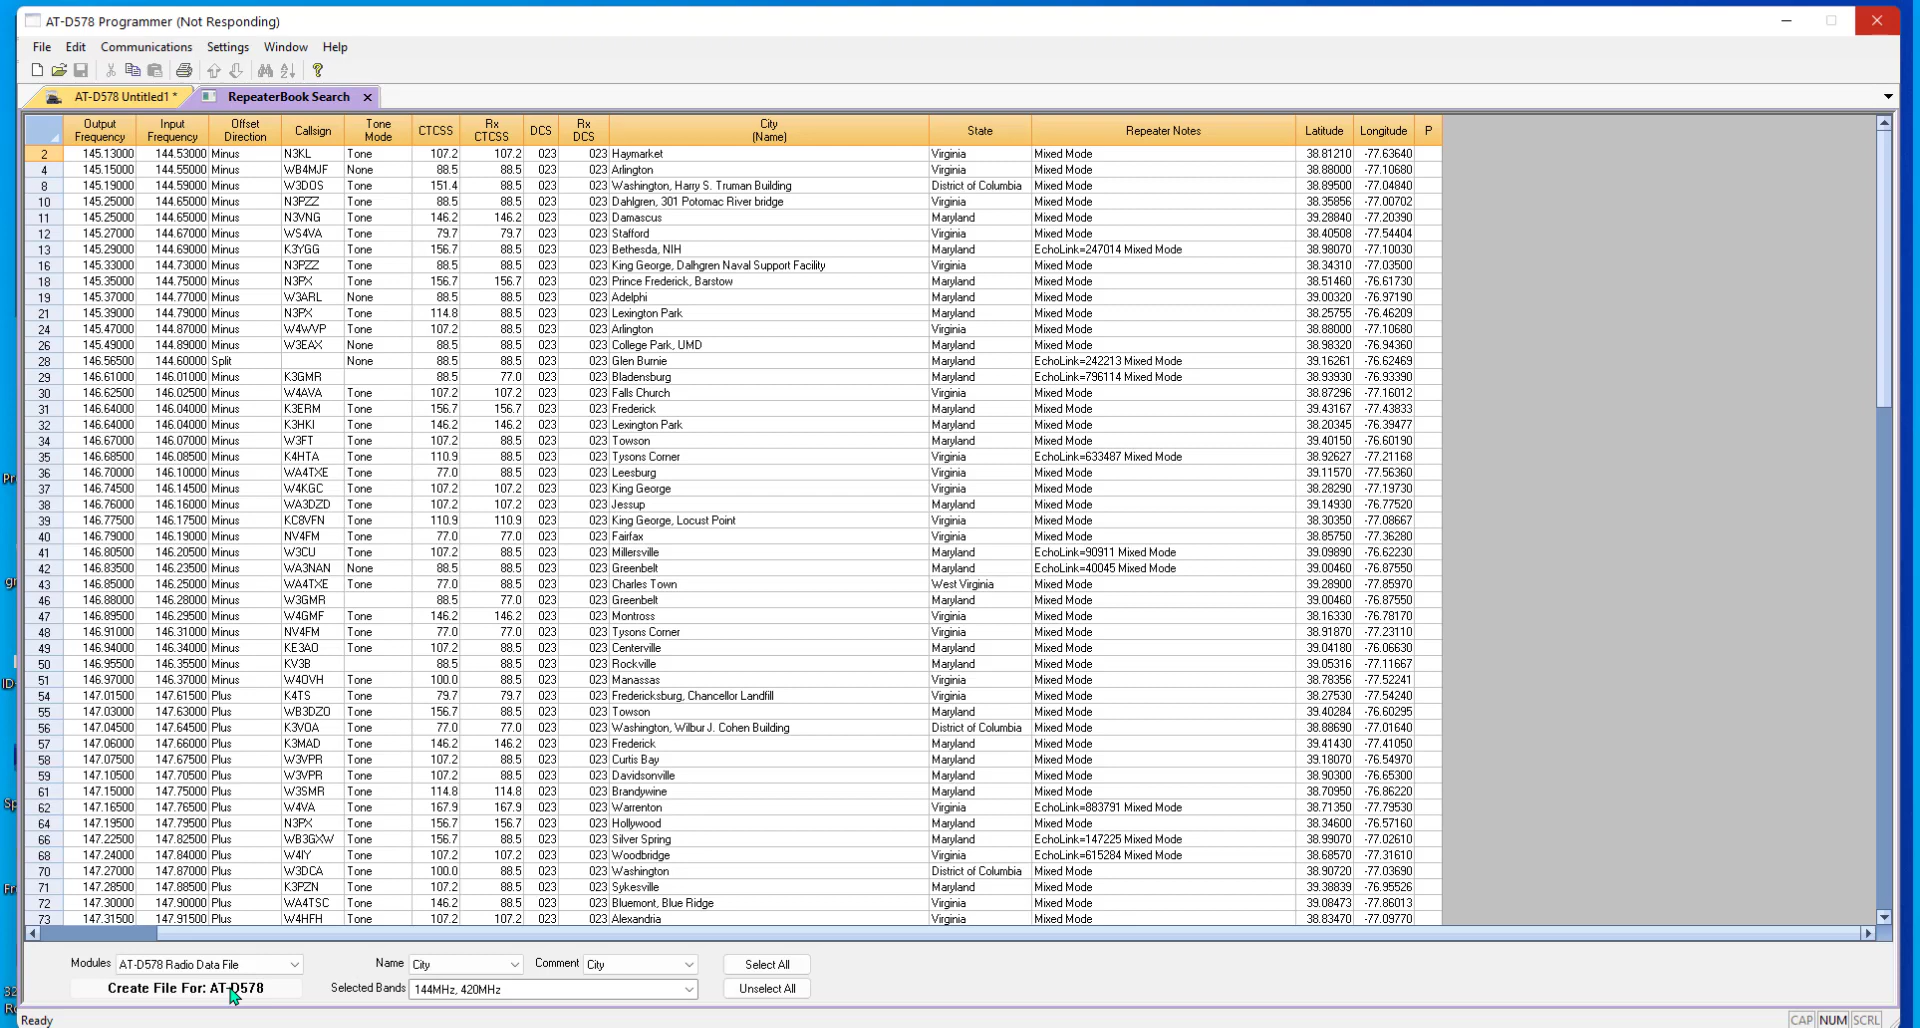 AT-D578 Programmer (Not Responding)
File Edit Communications Settings Window Help
AT-D578 Untitled1 * RepeaterBook Search
Output Frequency Input Frequency Offset Direction Callsign Tone Mode CTCSS Rx CTCSS DCS Rx DCS City (Name) State Repeater Notes Latitude Longitude P
2 145.13000 144.53000 Minus N3KL Tone 107.2 107.2 023 023 Haymarket Virginia Mixed Mode 38.81210 -77.63640
4 145.15000 144.55000 Minus WB4MJF None 88.5 88.5 023 023 Arlington Virginia Mixed Mode 38.88000 -77.10680
8 145.19000 144.59000 Minus W3DOS Tone 151.4 88.5 023 023 Washington, Harry S. Truman Building District of Columbia Mixed Mode 38.89500 -77.04840
10 145.25000 144.65000 Minus N3PZZ Tone 88.5 88.5 023 023 Dahlgren, 301 Potomac River bridge Virginia Mixed Mode 38.35856 -77.00702
11 145.25000 144.65000 Minus N3VNG Tone 146.2 146.2 023 023 Damascus Maryland Mixed Mode 39.28840 -77.20390
12 145.27000 144.67000 Minus WS4VA Tone 79.7 79.7 023 023 Stafford Virginia Mixed Mode 38.40508 -77.54404
13 145.29000 144.69000 Minus K3YGG Tone 156.7 88.5 023 023 Bethesda, NIH Maryland EchoLink=247014 Mixed Mode 38.98070 -77.10030
16 145.33000 144.73000 Minus N3PZZ Tone 88.5 88.5 023 023 King George, Dalhgren Naval Support Facility Virginia Mixed Mode 38.34310 -77.03500
18 145.35000 144.75000 Minus N3PX Tone 156.7 156.7 023 023 Prince Frederick, Barstow Maryland Mixed Mode 38.51460 -76.61730
19 145.37000 144.77000 Minus W3ARL None 88.5 88.5 023 023 Adelphi Maryland Mixed Mode 39.00320 -76.97190
21 145.39000 144.79000 Minus N3PX Tone 114.8 88.5 023 023 Lexington Park Maryland Mixed Mode 38.25755 -76.46209
24 145.47000 144.87000 Minus W4WVP Tone 107.2 88.5 023 023 Arlington Virginia Mixed Mode 38.88000 -77.10680
26 145.49000 144.89000 Minus W3EAX None 88.5 88.5 023 023 College Park, UMD Maryland Mixed Mode 38.98320 -76.94360
28 146.56500 144.60000 Split None 88.5 88.5 023 023 Glen Burnie Maryland EchoLink=242213 Mixed Mode 39.16261 -76.62469
29 146.61000 146.01000 Minus K3GMR 88.5 77.0 023 023 Bladensburg Maryland EchoLink=796114 Mixed Mode 38.93930 -76.93390
30 146.62500 146.02500 Minus W4AVA Tone 107.2 107.2 023 023 Falls Church Virginia Mixed Mode 38.87296 -77.16012
31 146.64000 146.04000 Minus K3ERM Tone 156.7 156.7 023 023 Frederick Maryland Mixed Mode 39.43167 -77.43833
32 146.64000 146.04000 Minus K3HKI Tone 146.2 146.2 023 023 Lexington Park Maryland Mixed Mode 38.20345 -76.39477
34 146.67000 146.07000 Minus W3FT Tone 107.2 88.5 023 023 Towson Maryland Mixed Mode 39.40150 -76.60190
35 146.68500 146.08500 Minus K4HTA Tone 110.9 88.5 023 023 Tysons Corner Virginia EchoLink=633487 Mixed Mode 38.92627 -77.21168
36 146.70000 146.10000 Minus WA4TXE Tone 77.0 88.5 023 023 Leesburg Virginia Mixed Mode 39.11570 -77.56360
37 146.74500 146.14500 Minus W4KGC Tone 107.2 107.2 023 023 King George Virginia Mixed Mode 38.28290 -77.19730
38 146.76000 146.16000 Minus WA3DZD Tone 107.2 107.2 023 023 Jessup Maryland Mixed Mode 39.14930 -76.77520
39 146.77500 146.17500 Minus KC8VFN Tone 110.9 110.9 023 023 King George, Locust Point Virginia Mixed Mode 38.30350 -77.08667
40 146.79000 146.19000 Minus NV4FM Tone 77.0 77.0 023 023 Fairfax Virginia Mixed Mode 38.85750 -77.36280
41 146.80500 146.20500 Minus W3CU Tone 107.2 88.5 023 023 Millersville Maryland EchoLink=90911 Mixed Mode 39.09890 -76.62230
42 146.83500 146.23500 Minus WA3NAN None 88.5 88.5 023 023 Greenbelt Maryland EchoLink=40045 Mixed Mode 39.00460 -76.87550
43 146.85000 146.25000 Minus WA4TXE Tone 77.0 88.5 023 023 Charles Town West Virginia Mixed Mode 39.28900 -77.85970
46 146.88000 146.28000 Minus W3GMR 88.5 77.0 023 023 Greenbelt Maryland Mixed Mode 39.00460 -76.87550
47 146.89500 146.29500 Minus W4GMF Tone 146.2 146.2 023 023 Montross Virginia Mixed Mode 38.16330 -76.78170
48 146.91000 146.31000 Minus NV4FM Tone 77.0 77.0 023 023 Tysons Corner Virginia Mixed Mode 38.91870 -77.23110
49 146.94000 146.34000 Minus KE3AO Tone 107.2 88.5 023 023 Centerville Maryland Mixed Mode 39.04180 -76.06630
50 146.95500 146.35500 Minus KV3B 88.5 88.5 023 023 Rockville Maryland Mixed Mode 39.05316 -77.11667
51 146.97000 146.37000 Minus W4OVH Tone 100.0 88.5 023 023 Manassas Virginia Mixed Mode 38.78356 -77.52241
54 147.01500 147.61500 Plus K4TS Tone 79.7 79.7 023 023 Fredericksburg, Chancellor Landfill Virginia Mixed Mode 38.27530 -77.54240
55 147.03000 147.63000 Plus WB3DZO Tone 156.7 88.5 023 023 Towson Maryland Mixed Mode 39.40284 -76.60295
56 147.04500 147.64500 Plus K3VOA Tone 77.0 77.0 023 023 Washington, Wilbur J. Cohen Building District of Columbia Mixed Mode 38.88690 -77.01640
57 147.06000 147.66000 Plus K3MAD Tone 146.2 146.2 023 023 Frederick Maryland Mixed Mode 39.41430 -77.41050
58 147.07500 147.67500 Plus W3VPR Tone 107.2 88.5 023 023 Curtis Bay Maryland Mixed Mode 39.18070 -76.54970
59 147.10500 147.70500 Plus W3VPR Tone 107.2 88.5 023 023 Davidsonville Maryland Mixed Mode 38.90300 -76.65300
61 147.15000 147.75000 Plus W3SMR Tone 114.8 114.8 023 023 Brandywine Maryland Mixed Mode 38.70950 -76.86220
62 147.16500 147.76500 Plus W4VA Tone 167.9 167.9 023 023 Warrenton Virginia EchoLink=883791 Mixed Mode 38.71350 -77.79530
64 147.19500 147.79500 Plus N3PX Tone 156.7 156.7 023 023 Hollywood Maryland Mixed Mode 38.34600 -76.57160
66 147.22500 147.82500 Plus WB3GXW Tone 156.7 88.5 023 023 Silver Spring Maryland EchoLink=147225 Mixed Mode 38.99070 -77.02610
68 147.24000 147.84000 Plus W4IY Tone 107.2 107.2 023 023 Woodbridge Virginia EchoLink=615284 Mixed Mode 38.68570 -77.31610
70 147.27000 147.87000 Plus W3DCA Tone 100.0 88.5 023 023 Washington District of Columbia Mixed Mode 38.90720 -77.03690
71 147.28500 147.88500 Plus K3PZN Tone 107.2 88.5 023 023 Sykesville Maryland Mixed Mode 39.38839 -76.95526
72 147.30000 147.90000 Plus WA4TSC Tone 146.2 88.5 023 023 Bluemont, Blue Ridge Virginia Mixed Mode 39.08473 -77.86013
73 147.31500 147.91500 Plus W4HFH Tone 107.2 107.2 023 023 Alexandria Virginia Mixed Mode 38.83470 -77.09770
Modules AT-D578 Radio Data File Name City Comment City Select All
Create File For: AT-D578 Selected Bands 144MHz, 420MHz Unselect All
Ready CAP NUM SCRL